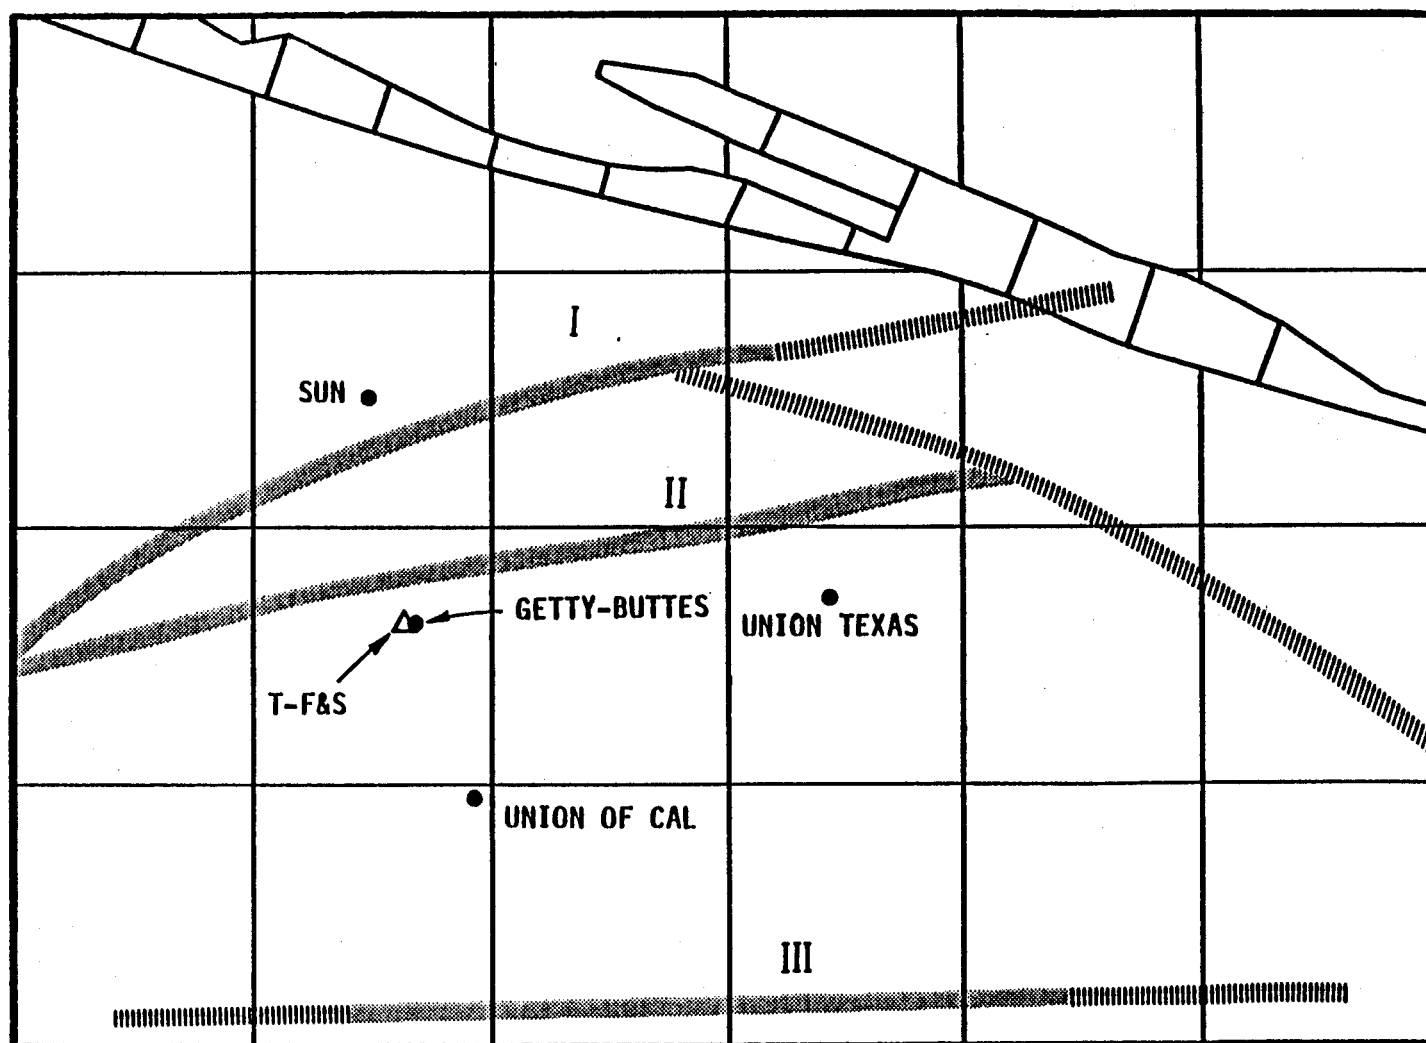 I
SUN
II
GETTY-BUTTES
UNION TEXAS
T-F&S
UNION OF CAL
III